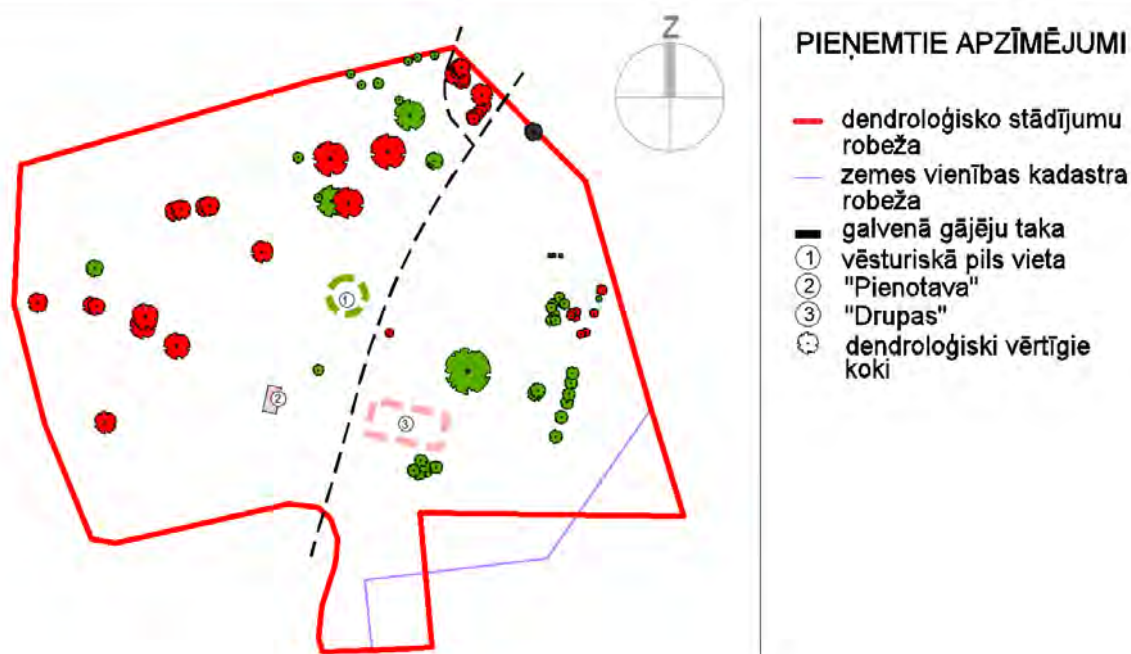 Z
PIEŅEMTIE APZĪMĒJUMI
dendroloģisko stādījumu
robeža
zemes vienības kadastra
robeža
galvenā gājēju taka
1 vēsturiskā pils vieta
2 "Pienotava"
3 "Drupas"
dendroloģiski vērtīgie
koki
1
2
3